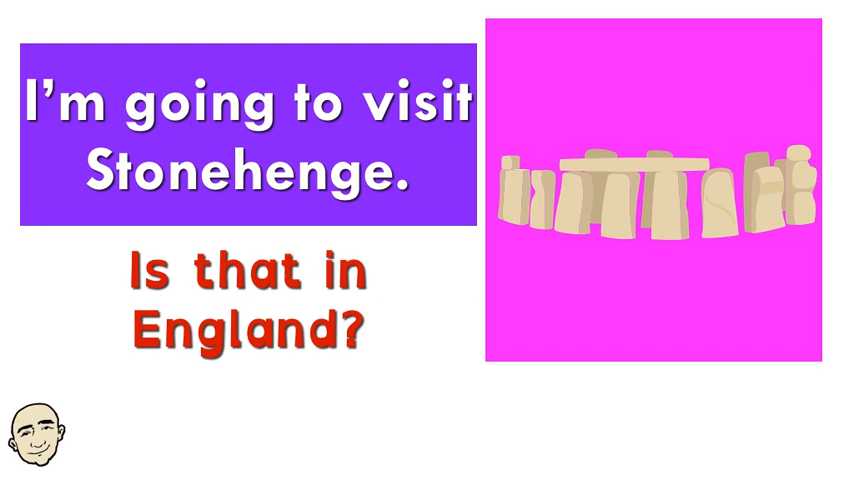 I'm going to visit
Stonehenge.
Is that in
England?